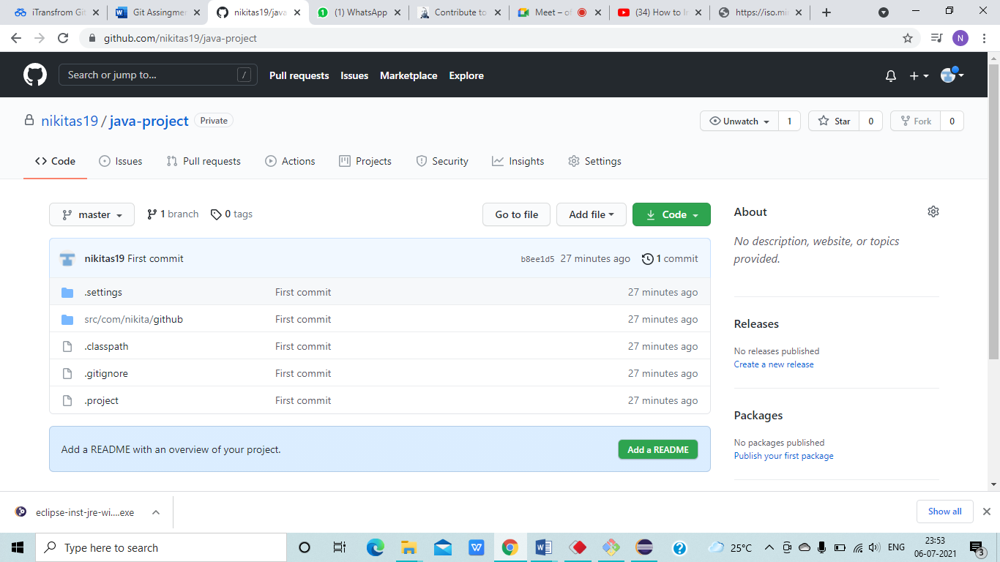 iTransfrom Git
Git Assingmer
nikitas19/java
(1) WhatsApp
Contribute to
Meet – of
(34) How to In
https://iso.mi
github.com/nikitas19/java-project
N
Search or jump to...
/
Pull requests
Issues
Marketplace
Explore
nikitas19 / java-project
Private
Unwatch
1
Star
0
Fork
0
Code
Issues
Pull requests
Actions
Projects
Security
Insights
Settings
master
1 branch
0 tags
Go to file
Add file
Code
nikitas19 First commit
b8ee1d5 27 minutes ago
1 commit
.settings
First commit
27 minutes ago
src/com/nikita/github
First commit
27 minutes ago
.classpath
First commit
27 minutes ago
.gitignore
First commit
27 minutes ago
.project
First commit
27 minutes ago
Add a README with an overview of your project.
Add a README
About
No description, website, or topics
provided.
Releases
No releases published
Create a new release
Packages
No packages published
Publish your first package
eclipse-inst-jre-wi....exe
Show all
Type here to search
25°C
ENG
23:53
06-07-2021
3